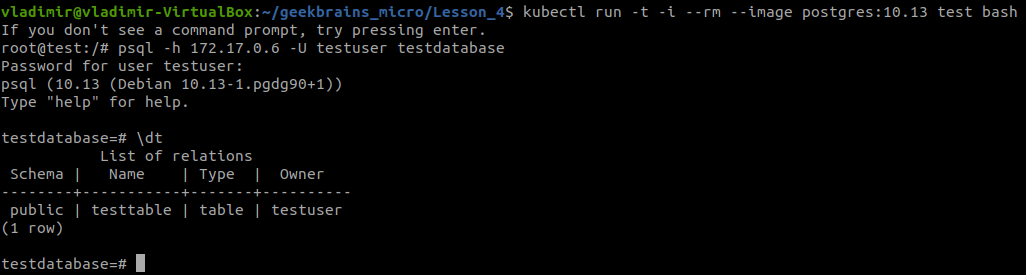 vladimir@vladimir-VirtualBox:~/geekbrains_micro/Lesson_4$ kubectl run -t -i --rm --image postgres:10.13 test bash
If you don't see a command prompt, try pressing enter.
root@test:/# psql -h 172.17.0.6 -U testuser testdatabase
Password for user testuser:
psql (10.13 (Debian 10.13-1.pgdg90+1))
Type "help" for help.

testdatabase=# \dt
           List of relations
 Schema |   Name    | Type  |  Owner
--------+-----------+-------+----------
 public | testtable | table | testuser
(1 row)

testdatabase=#